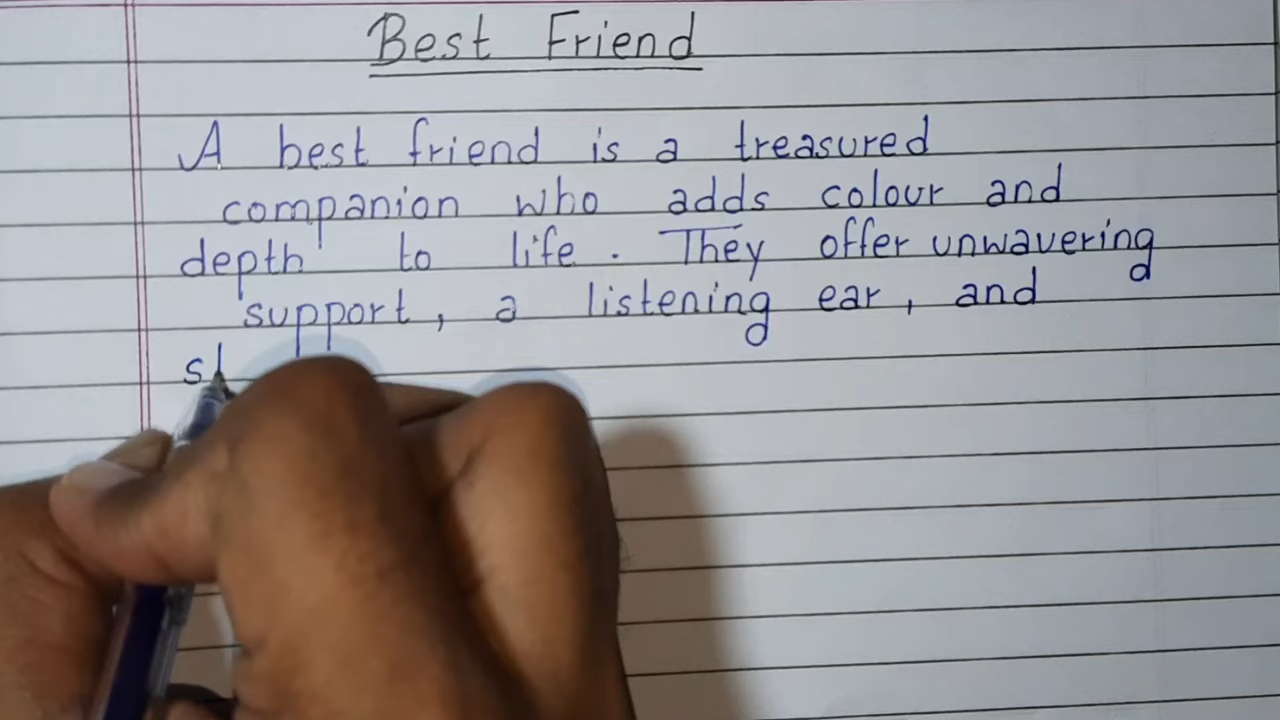 Best Friend
A best friend is a treasured
companion who adds colour and
depth to life. They offer unwavering
support, a listening ear, and